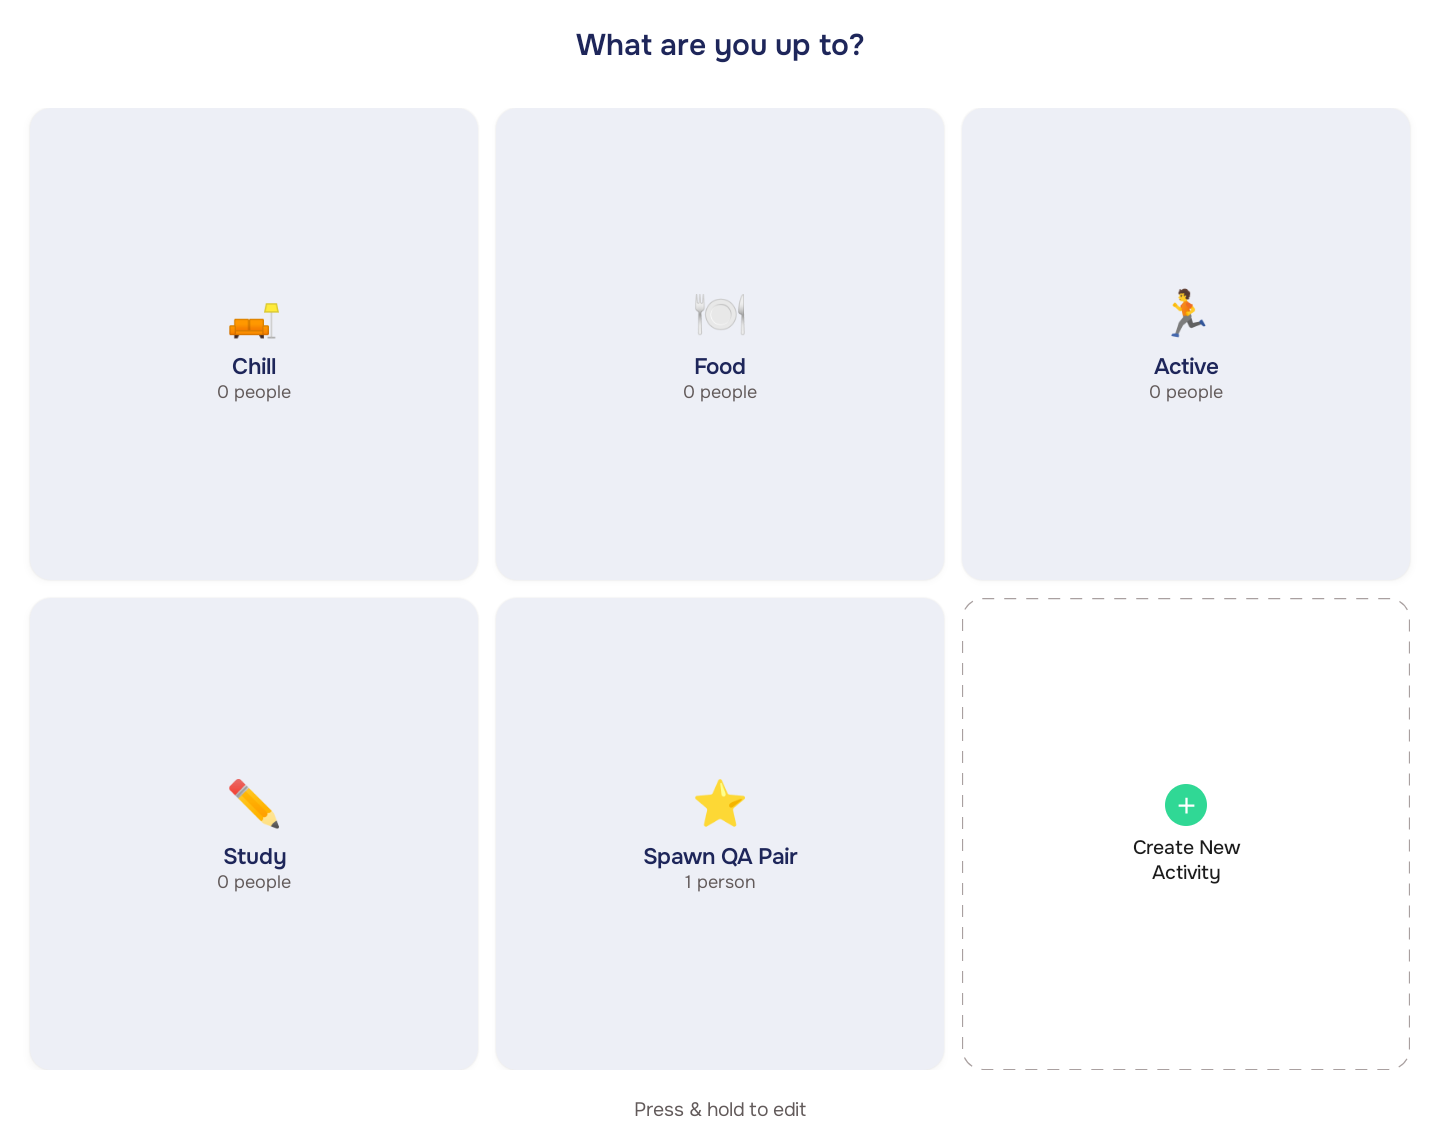 What are you up to?
Chill
0 people
Food
0 people
Active
0 people
Study
0 people
Spawn QA Pair
1 person
Create New
Activity
Press & hold to edit